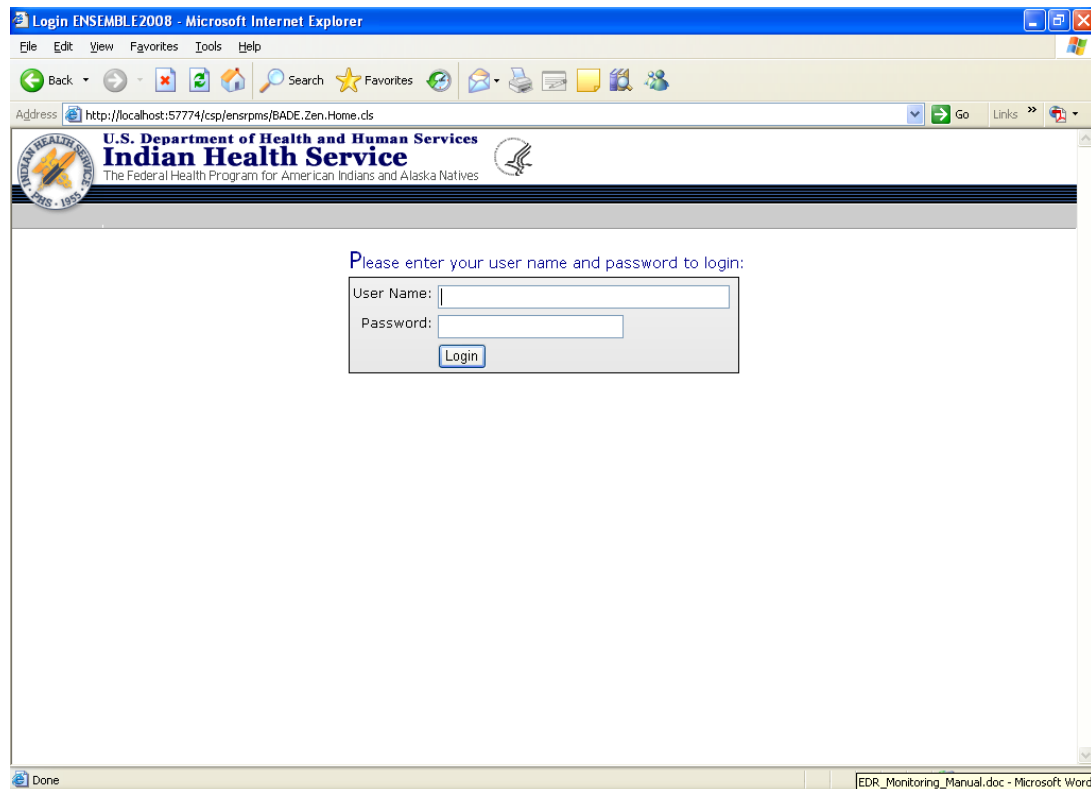 Login ENSEMBLE2008 - Microsoft Internet Explorer
File Edit View Favorites Tools Help
Back Search Favorites
Address http://localhost:57774/csp/ensrpms/BADE.Zen.Home.cls Go Links »
U.S. Department of Health and Human Services
Indian Health Service
The Federal Health Program for American Indians and Alaska Natives
INDIAN HEALTH SERVICE
PHS - 1955
Please enter your user name and password to login:
User Name:
Password:
Login
Done
EDR_Monitoring_Manual.doc - Microsoft Word